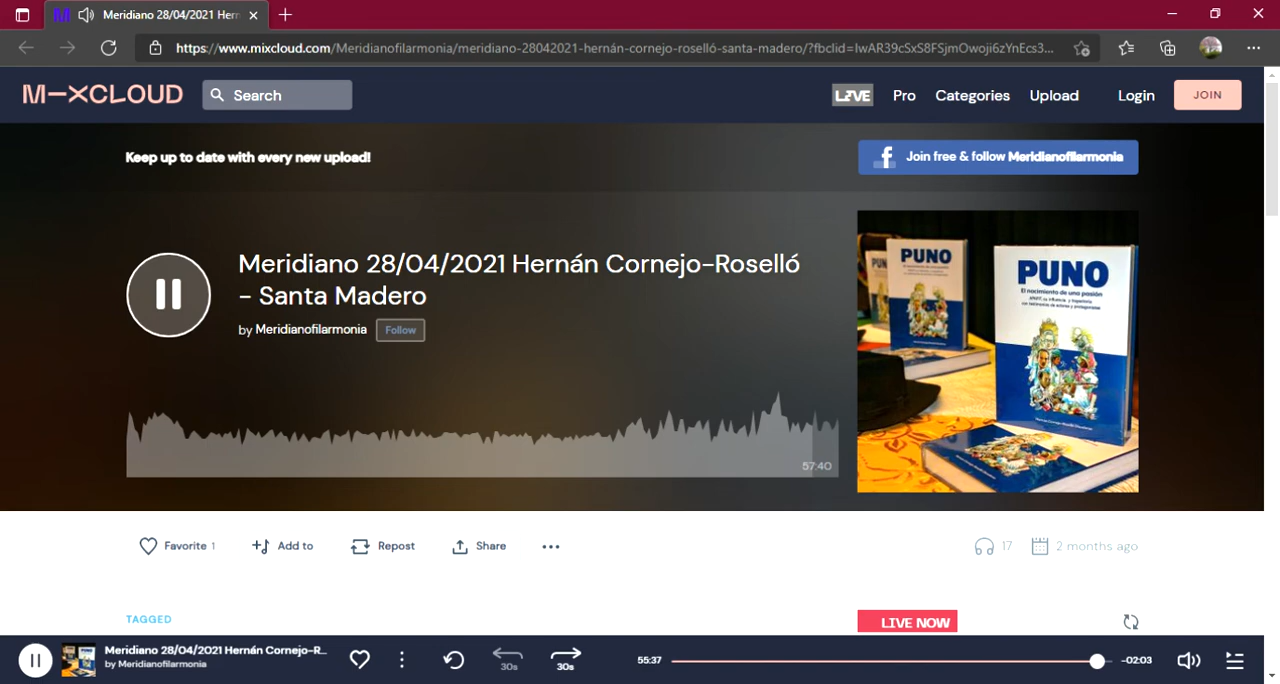 Meridiano 28/04/2021 Hern
https://www.mixcloud.com/Meridianofilarmonia/meridiano-28042021-hernán-cornejo-roselló-santa-madero/?fbclid=IwAR39cSxS8FSjmOwoji6zYnEcs3...
M-XCLOUD
Search
LIVE
Pro
Categories
Upload
Login
JOIN
Keep up to date with every new upload!
Join free & follow Meridianofilarmonia
Meridiano 28/04/2021 Hernán Cornejo-Roselló
- Santa Madero
by Meridianofilarmonia
Follow
57:40
PUNO
PUNO
El nacimiento de una pasión
Favorite 1
Add to
Repost
Share
17
2 months ago
TAGGED
LIVE NOW
Meridiano 28/04/2021 Hernán Cornejo-R...
by Meridianofilarmonia
30s
30s
55:37
-02:03